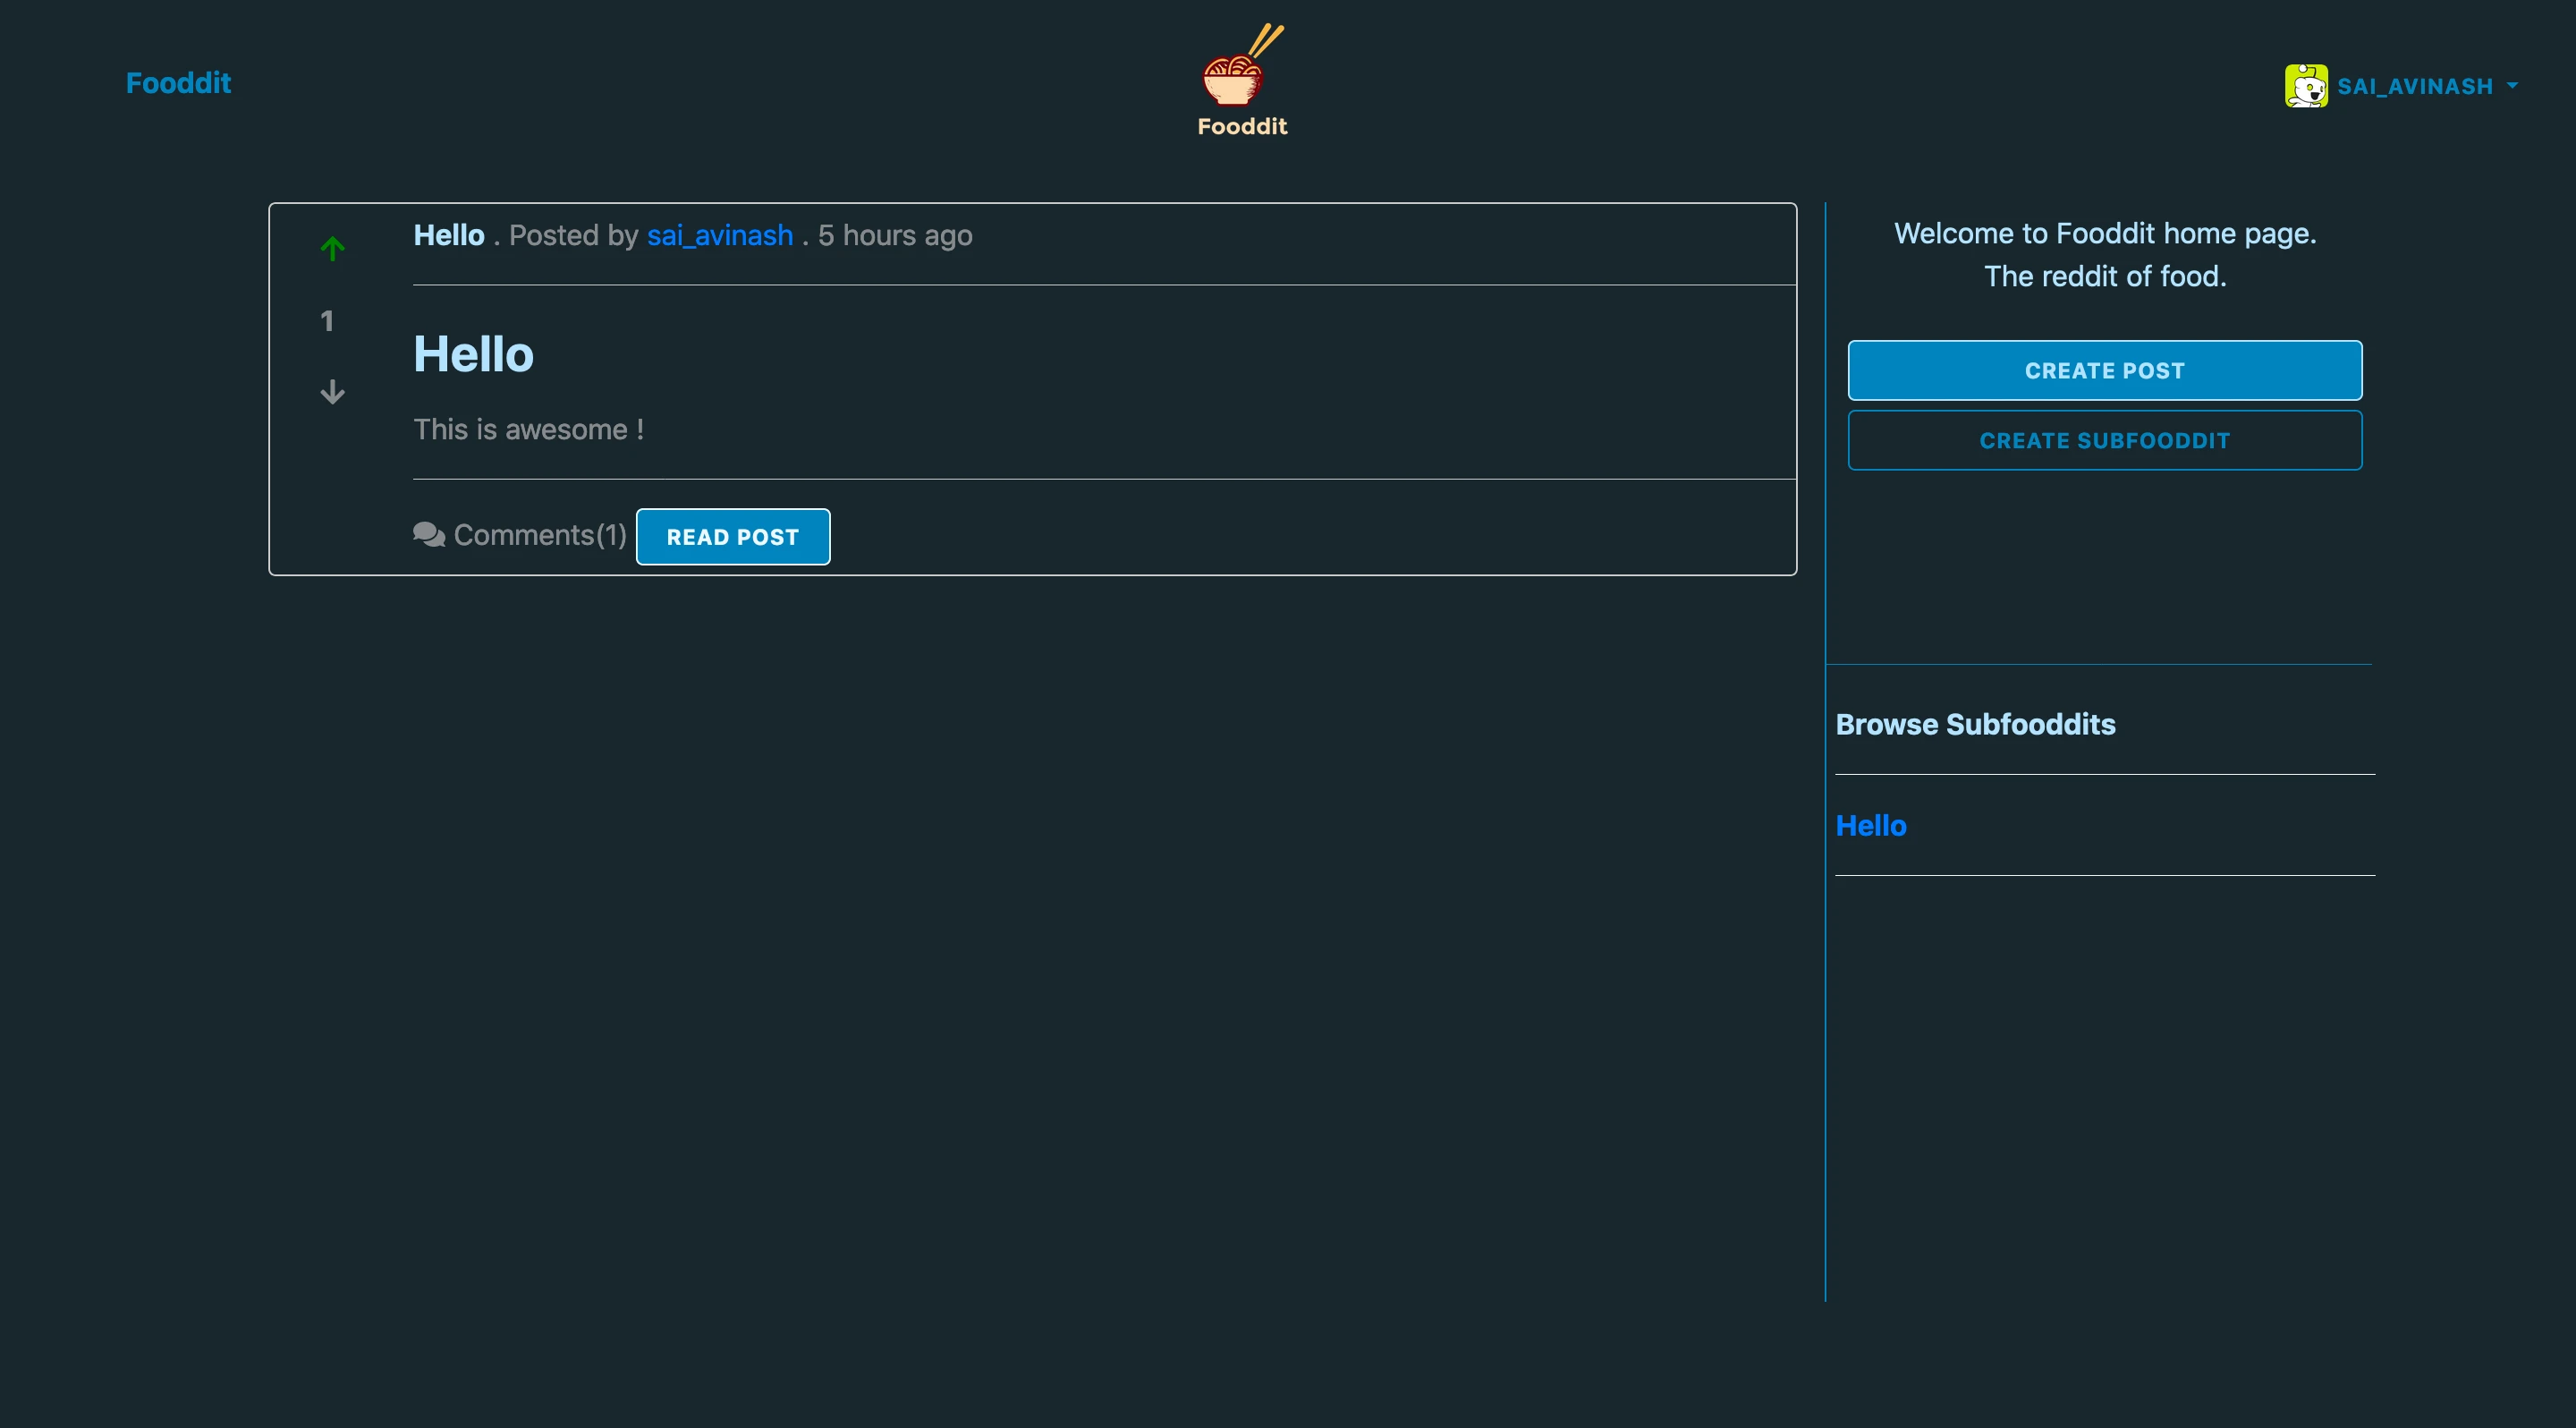 Fooddit
Fooddit
SAI_AVINASH
Hello . Posted by sai_avinash . 5 hours ago
1
Hello
This is awesome !
Comments(1) READ POST
Welcome to Fooddit home page.
The reddit of food.
CREATE POST
CREATE SUBFOODDIT
Browse Subfooddits
Hello